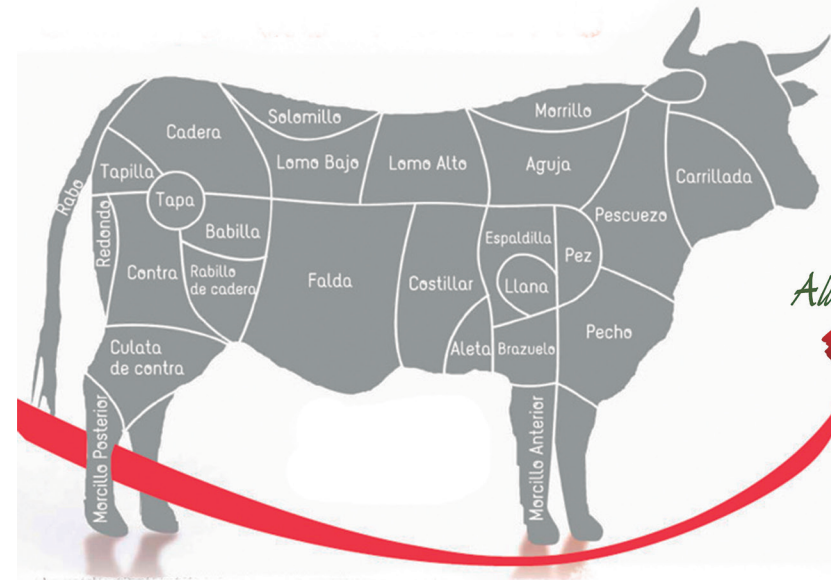 Solomillo
Morrillo
Cadera
Lomo Bajo
Lomo Alto
Aguja
Carrillada
Tapilla
Rabo
Tapa
Pescuezo
Redondo
Babilla
Espaldilla
Pez
Contra
Rabillo
de cadera
Falda
Costillar
Llana
Pecho
Culata
de contra
Aleta
Brazuelo
Morcillo Posterior
Morcillo Anterior